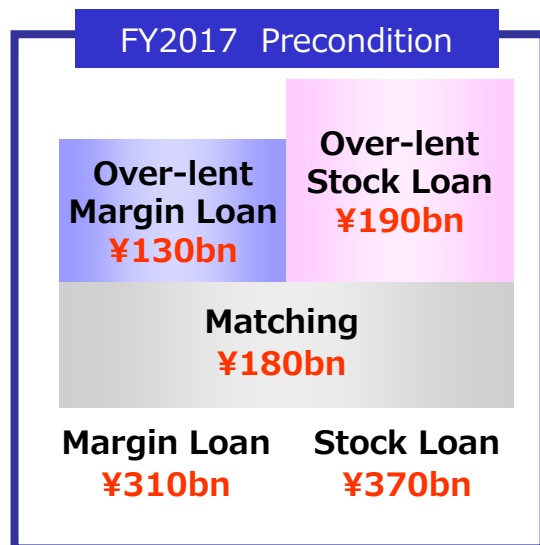 FY2017 Precondition
Over-lent
Margin Loan
¥130bn
Over-lent
Stock Loan
¥190bn
Matching
¥180bn
Margin Loan
¥310bn
Stock Loan
¥370bn